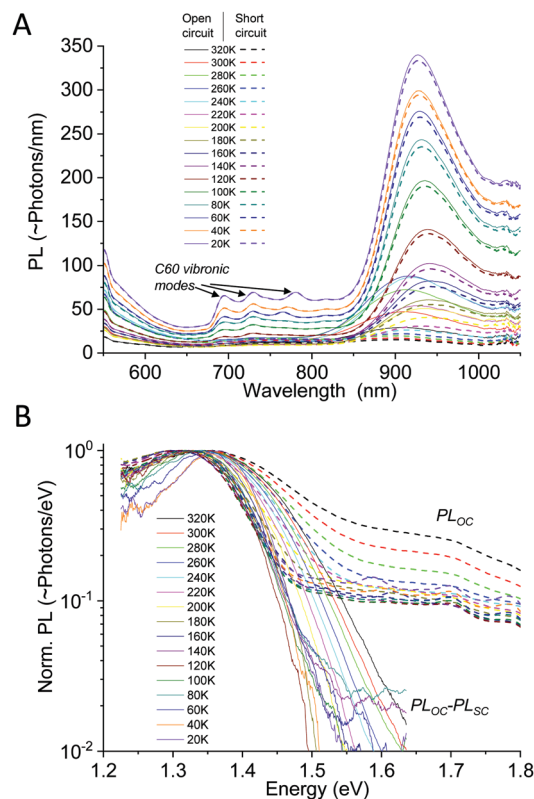 A
Open
circuit
Short
circuit
320K
300K
280K
260K
240K
220K
200K
180K
160K
140K
120K
100K
80K
60K
40K
20K
C60 vibronic
modes
PL (~Photons/nm)
350
300
250
200
150
100
50
0
600 700 800 900 1000
Wavelength (nm)
B
Norm. PL (~Photons/eV)
10⁰
10⁻¹
10⁻²
320K
300K
280K
260K
240K
220K
200K
180K
160K
140K
120K
100K
80K
60K
40K
20K
PL_OC
PL_OC-PL_SC
1.2 1.3 1.4 1.5 1.6 1.7 1.8
Energy (eV)